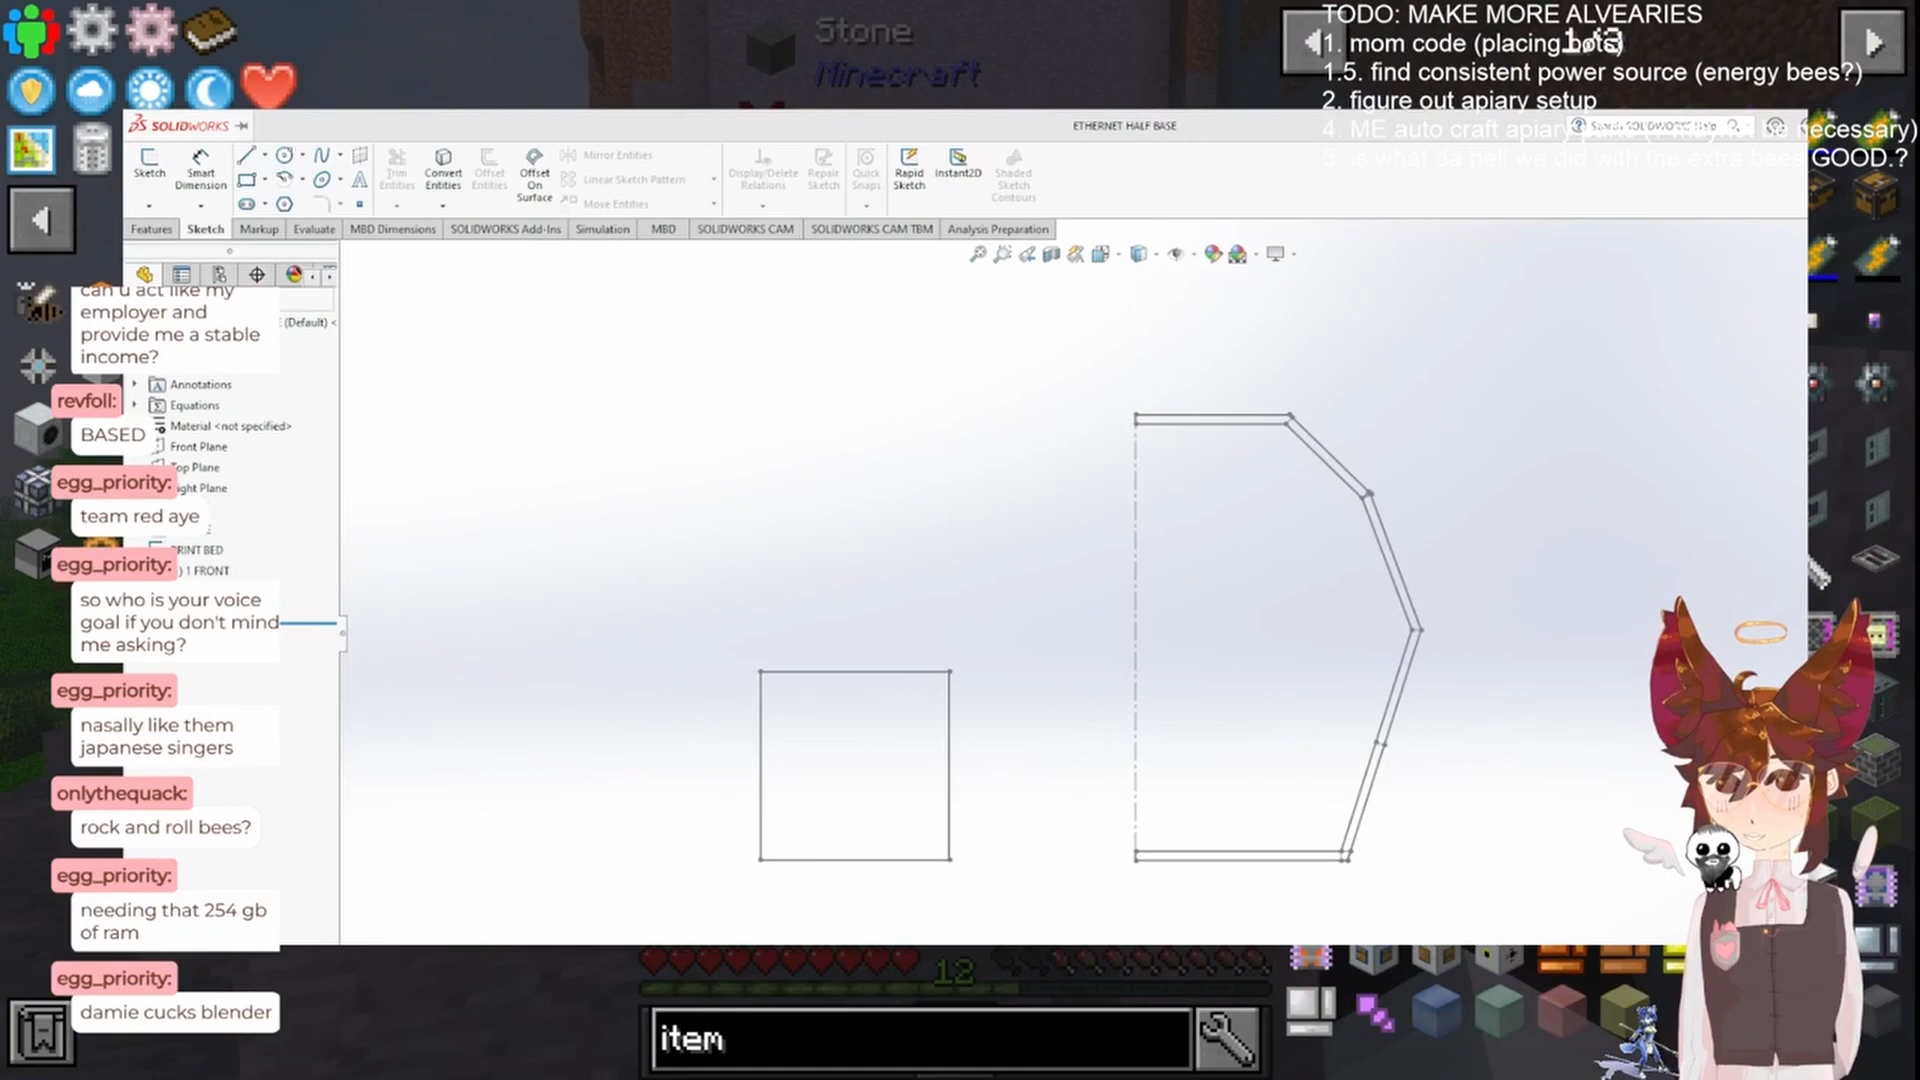 Stone
Minecraft
TODO: MAKE MORE ALVEARIES
1. mom code (placing bots)
1.5. find consistent power source (energy bees?)
2. figure out apiary setup
4. ME auto craft apiary
necessary)
5. is what da hell we did with the extra bees GOOD.?
SOLIDWORKS
ETHERNET HALF BASE
Search SOLIDWORKS Help
Sketch
Smart Dimension
Trim Entities
Convert Entities
Offset Entities
Offset On Surface
Mirror Entities
Linear Sketch Pattern
Move Entities
Display/Delete Relations
Repair Sketch
Quick Snaps
Rapid Sketch
Instant2D
Shaded Sketch Contours
Features
Sketch
Markup
Evaluate
MBD Dimensions
SOLIDWORKS Add-Ins
Simulation
MBD
SOLIDWORKS CAM
SOLIDWORKS CAM TBM
Analysis Preparation
(Default) <
Annotations
Equations
Material <not specified>
Front Plane
Top Plane
ight Plane
RINT BED
) 1 FRONT
can u act like my
employer and
provide me a stable
income?
revfoll:
BASED
egg_priority:
team red aye
egg_priority:
so who is your voice
goal if you don't mind
me asking?
egg_priority:
nasally like them
japanese singers
onlythequack:
rock and roll bees?
egg_priority:
needing that 254 gb
of ram
egg_priority:
damie cucks blender
12
item